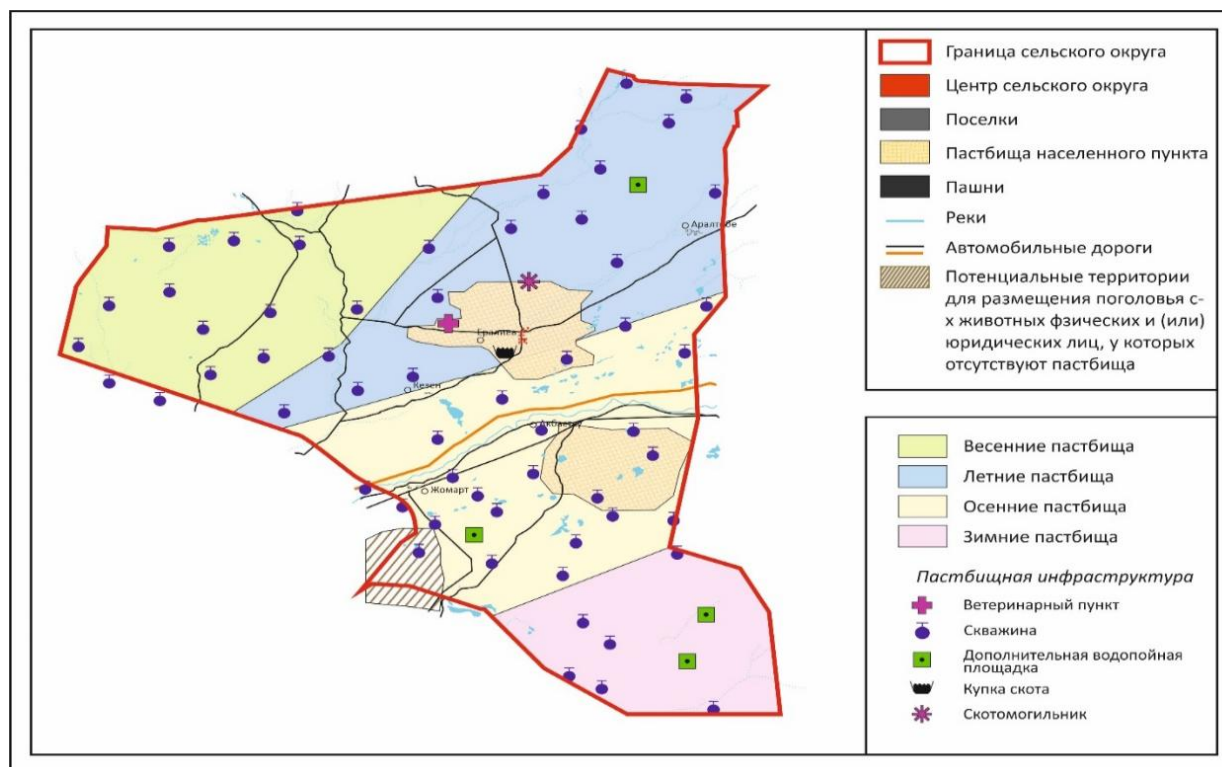 Граница сельского округа
Центр сельского округа
Поселки
Пастбища населенного пункта
Пашни
Реки
Автомобильные дороги
Потенциальные территории
для размещения поголовья с-
х животных фзических и (или)
юридических лиц, у которых
отсутствуют пастбища
Весенние пастбища
Летние пастбища
Осенние пастбища
Зимние пастбища
Пастбищная инфраструктура
Ветеринарный пункт
Скважина
Дополнительная водопойная
площадка
Купка скота
Скотомогильник
Аралтобе
Кезен
Жомарт